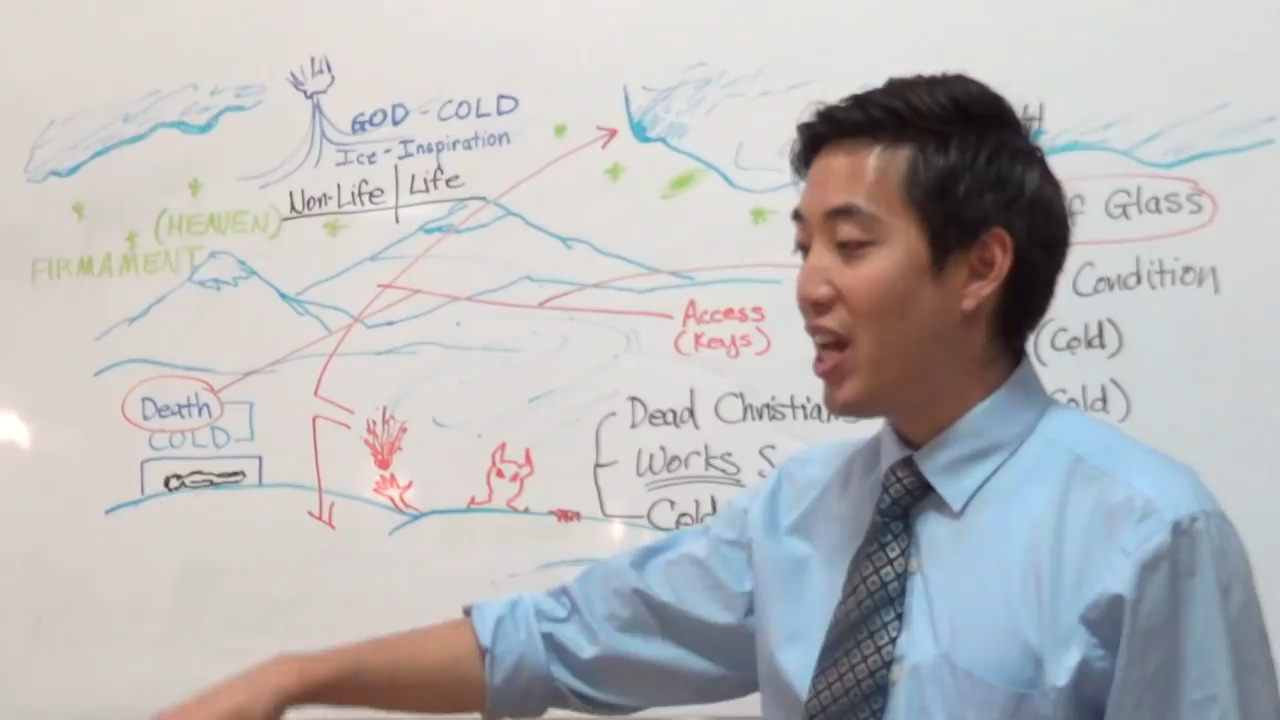 GOD - COLD
Ice - Inspiration
Non-Life | Life
(HEAVEN)
FIRMAMENT
Glass
Condition
Access
(Keys)
(Cold)
Death
COLD
Dead Christian
Works
Cold